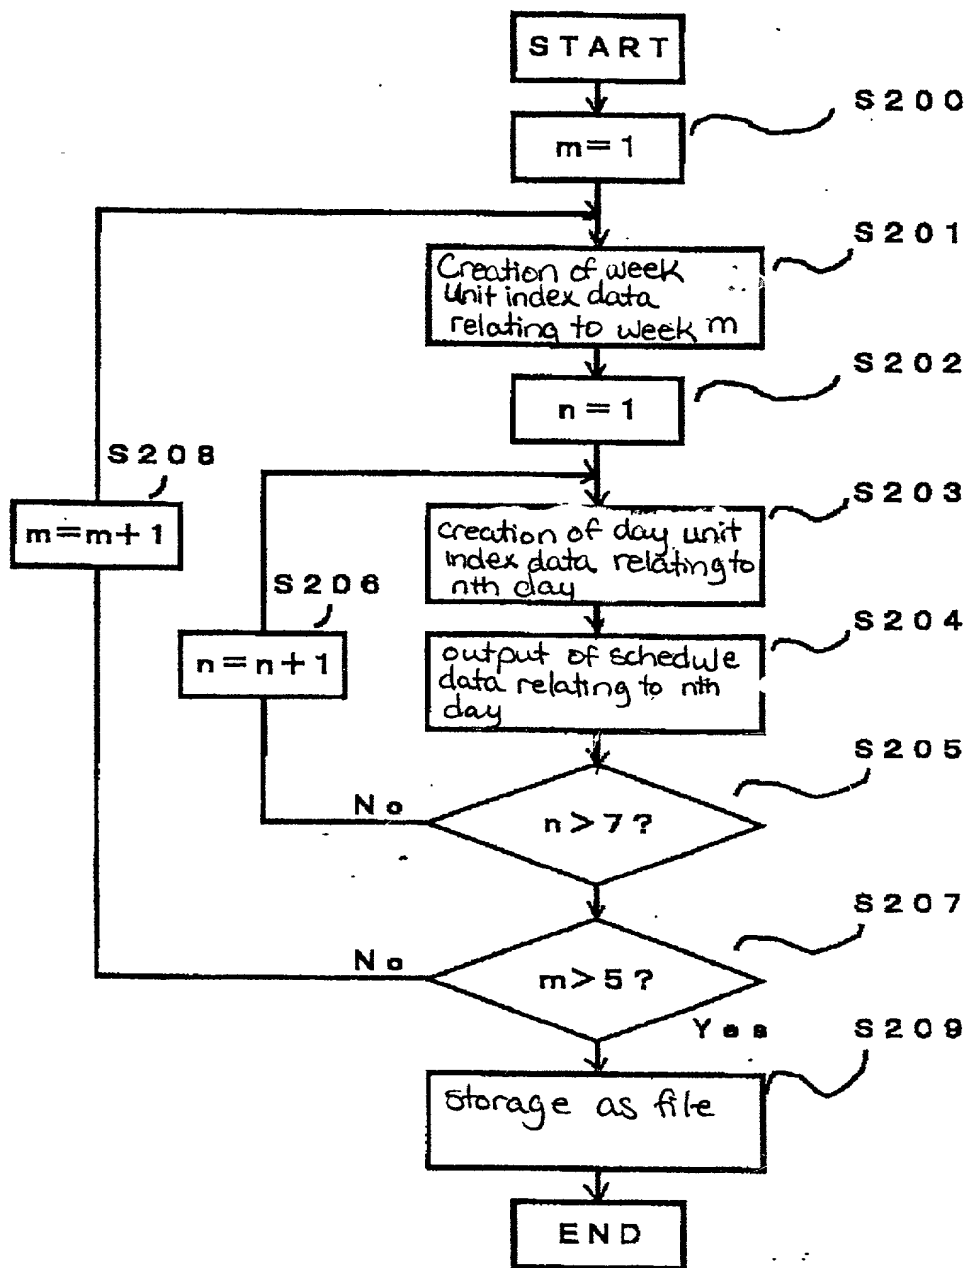 START
S200
m=1
S201
Creation of week
Unit index data
relating to week m
S202
n=1
S208
S203
m=m+1
creation of day unit
index data relating to
nth day
S206
S204
n=n+1
output of schedule
data relating to nth
day
S205
No
n>7?
S207
No
m>5?
Yes
S209
Storage as file
END